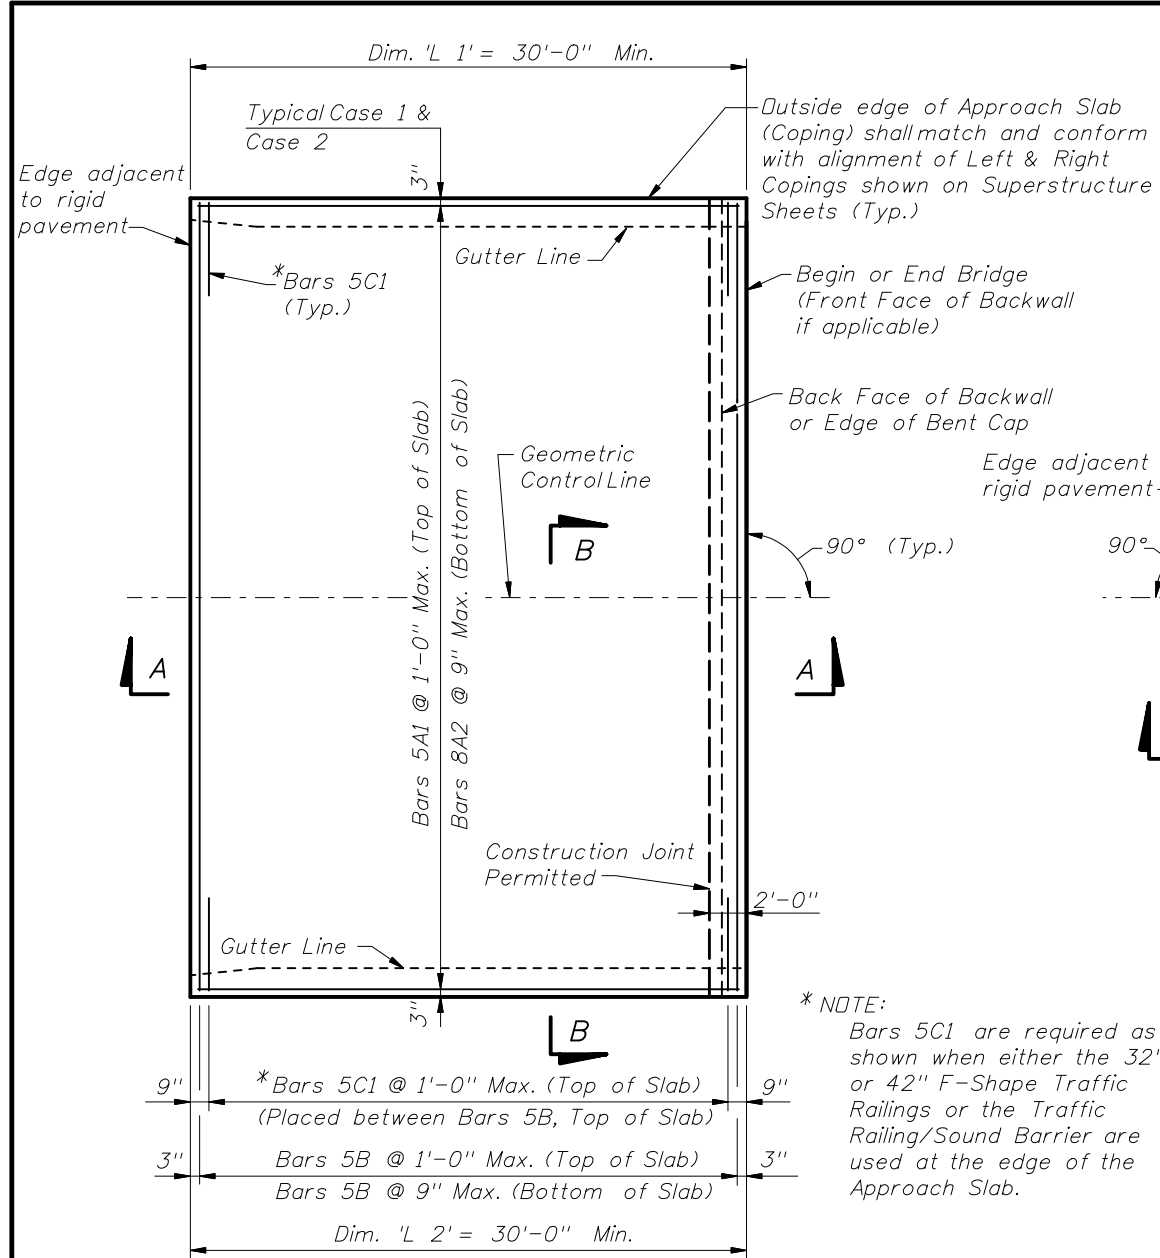 Dim. 'L 1' = 30'-0" Min.
Typical Case 1 &
Case 2
3"
Outside edge of Approach Slab
(Coping) shall match and conform
with alignment of Left & Right
Copings shown on Superstructure
Sheets (Typ.)
Edge adjacent
to rigid
pavement
Gutter Line
*Bars 5C1
(Typ.)
Begin or End Bridge
(Front Face of Backwall
if applicable)
Back Face of Backwall
or Edge of Bent Cap
Geometric
Control Line
Edge adjacent
rigid pavement
B
90° (Typ.)
90°
Bars 5A1 @ 1'-0" Max. (Top of Slab)
Bars 8A2 @ 9" Max. (Bottom of Slab)
A
A
Construction Joint
Permitted
2'-0"
Gutter Line
3"
B
* NOTE:
Bars 5C1 are required as
shown when either the 32"
or 42" F-Shape Traffic
Railings or the Traffic
Railing/Sound Barrier are
used at the edge of the
Approach Slab.
9"
*Bars 5C1 @ 1'-0" Max. (Top of Slab)
9"
(Placed between Bars 5B, Top of Slab)
3"
Bars 5B @ 1'-0" Max. (Top of Slab)
3"
Bars 5B @ 9" Max. (Bottom of Slab)
Dim. 'L 2' = 30'-0" Min.